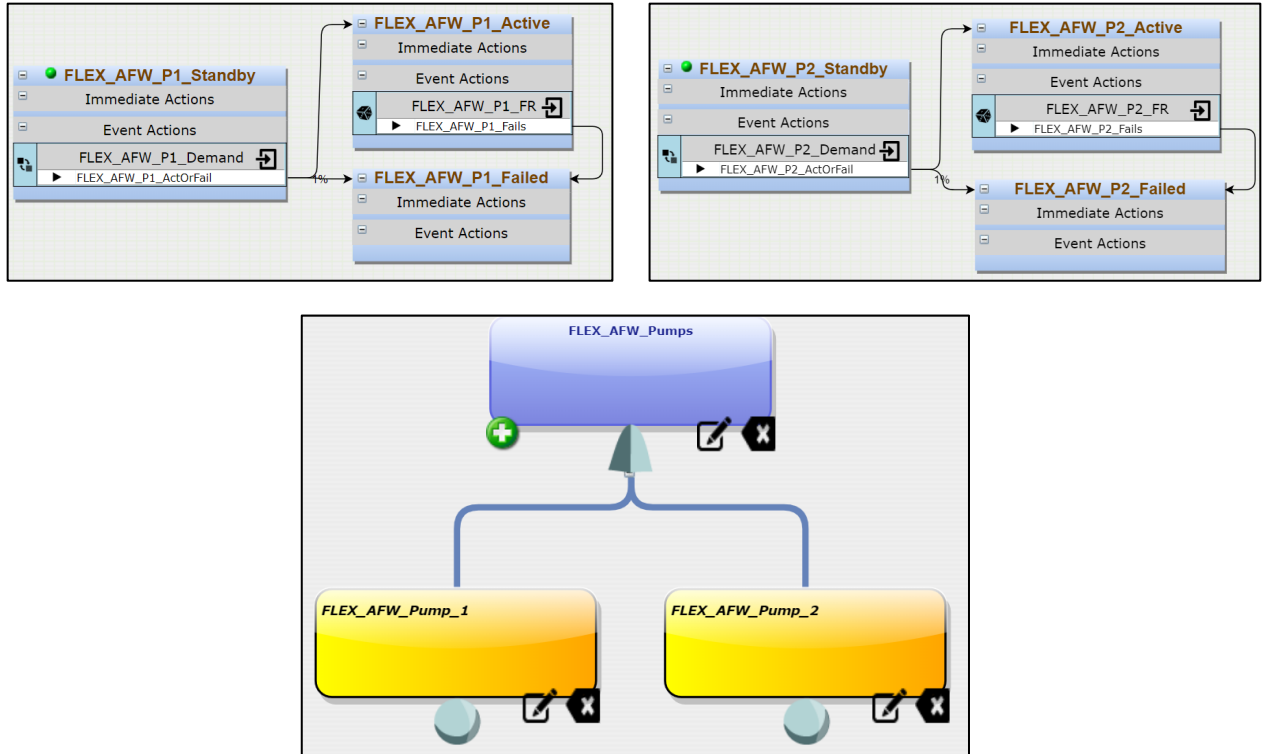 FLEX_AFW_P1_Standby
Immediate Actions
Event Actions
FLEX_AFW_P1_Demand
FLEX_AFW_P1_ActOrFail
1%
FLEX_AFW_P1_Active
Immediate Actions
Event Actions
FLEX_AFW_P1_FR
FLEX_AFW_P1_Fails
FLEX_AFW_P1_Failed
Immediate Actions
Event Actions
FLEX_AFW_P2_Standby
Immediate Actions
Event Actions
FLEX_AFW_P2_Demand
FLEX_AFW_P2_ActOrFail
1%
FLEX_AFW_P2_Active
Immediate Actions
Event Actions
FLEX_AFW_P2_FR
FLEX_AFW_P2_Fails
FLEX_AFW_P2_Failed
Immediate Actions
Event Actions
FLEX_AFW_Pumps
FLEX_AFW_Pump_1
FLEX_AFW_Pump_2